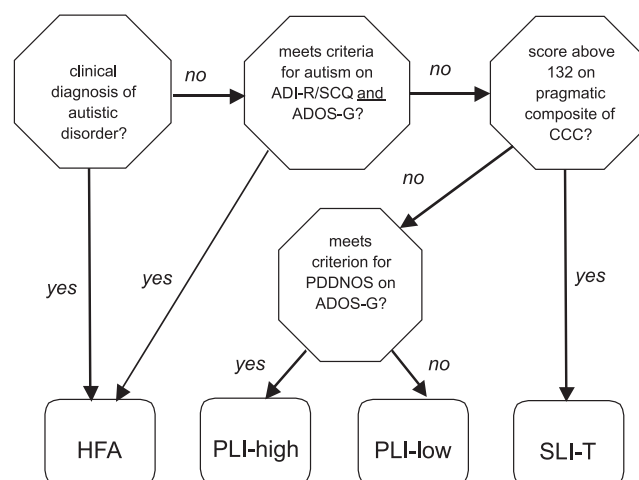 clinical
diagnosis of
autistic
disorder?
no
meets criteria
for autism on
ADI-R/SCQ and
ADOS-G?
no
score above
132 on
pragmatic
composite of
CCC?
no
meets
criterion for
PDDNOS on
ADOS-G?
yes
yes
yes
yes
no
HFA
PLI-high
PLI-low
SLI-T